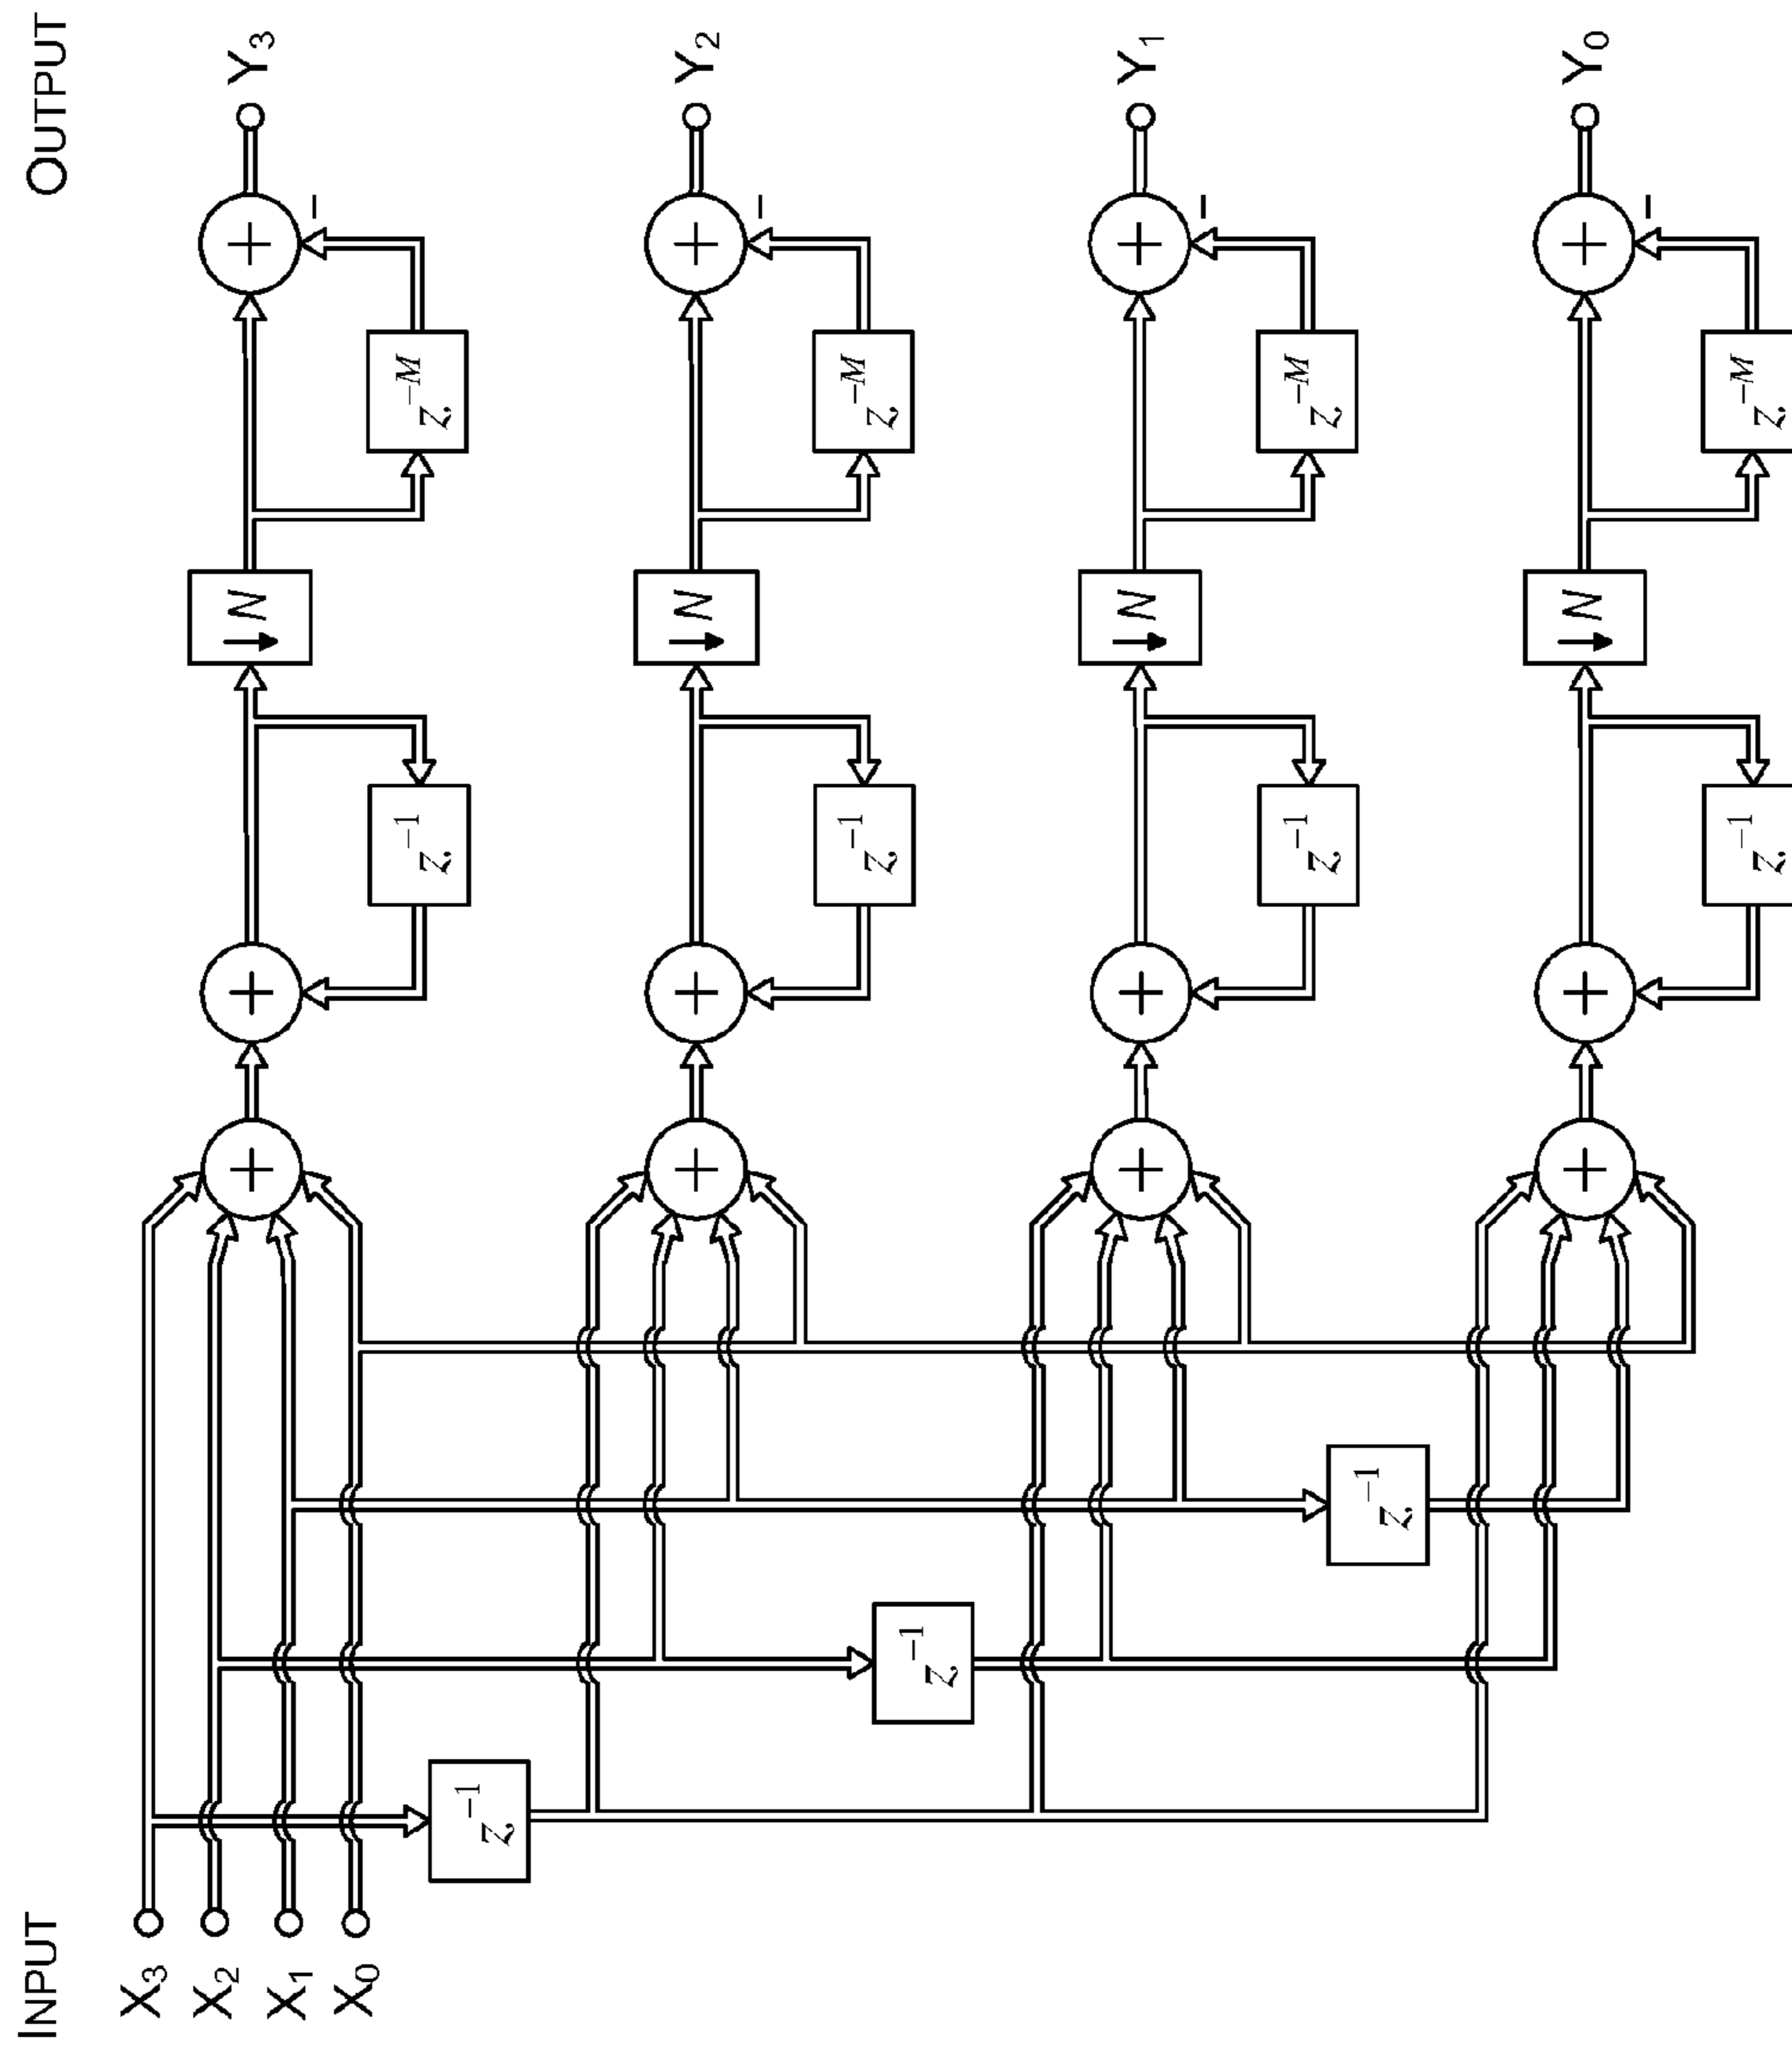 INPUT
OUTPUT
X3
X2
X1
X0
z⁻¹
z⁻¹
z⁻¹
+
+
z⁻¹
↓N
z⁻ᴹ
+
−
Y3
+
+
z⁻¹
↓N
z⁻ᴹ
+
−
Y2
+
+
z⁻¹
↓N
z⁻ᴹ
+
−
Y1
+
+
z⁻¹
↓N
z⁻ᴹ
+
−
Y0